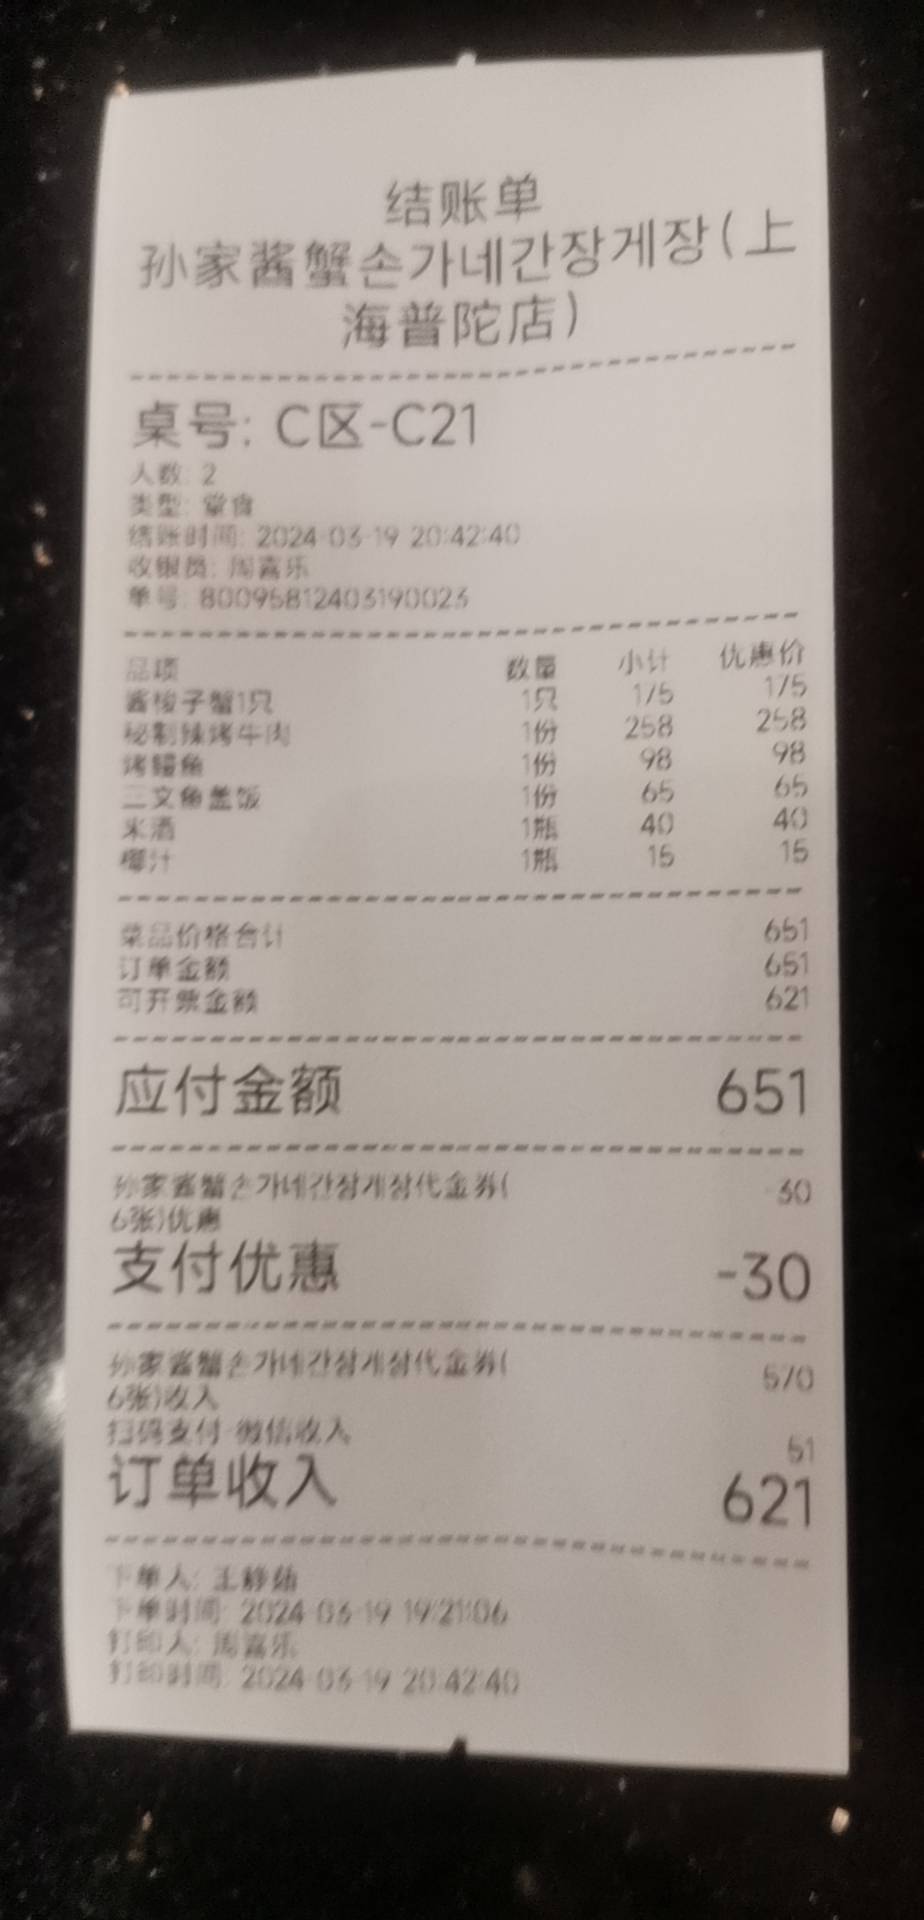 结账单
孙家酱蟹손가네간장게장(上
海普陀店)
桌号: C区-C21
人数: 2
类型: 堂食
结账时间: 2024-03-19 20:42:40
收银员: 周嘉乐
单号: 80095812403190023
品项 数量 小计 优惠价
酱梭子蟹1只 1只 175 175
秘制辣烤牛肉 1份 258 258
烤鳗鱼 1份 98 98
三文鱼盖饭 1份 65 65
米酒 1瓶 40 40
椰汁 1瓶 15 15
菜品价格合计 651
订单金额 651
可开票金额 621
应付金额 651
孙家酱蟹손가네간장게장代金券( -30
6张)优惠
支付优惠 -30
孙家酱蟹손가네간장게장代金券( 570
6张)收入
扫码支付-微信收入 51
订单收入 621
下单人: 王静茹
下单时间: 2024-03-19 19:21:06
打印人: 周嘉乐
打印时间: 2024-03-19 20:42:40